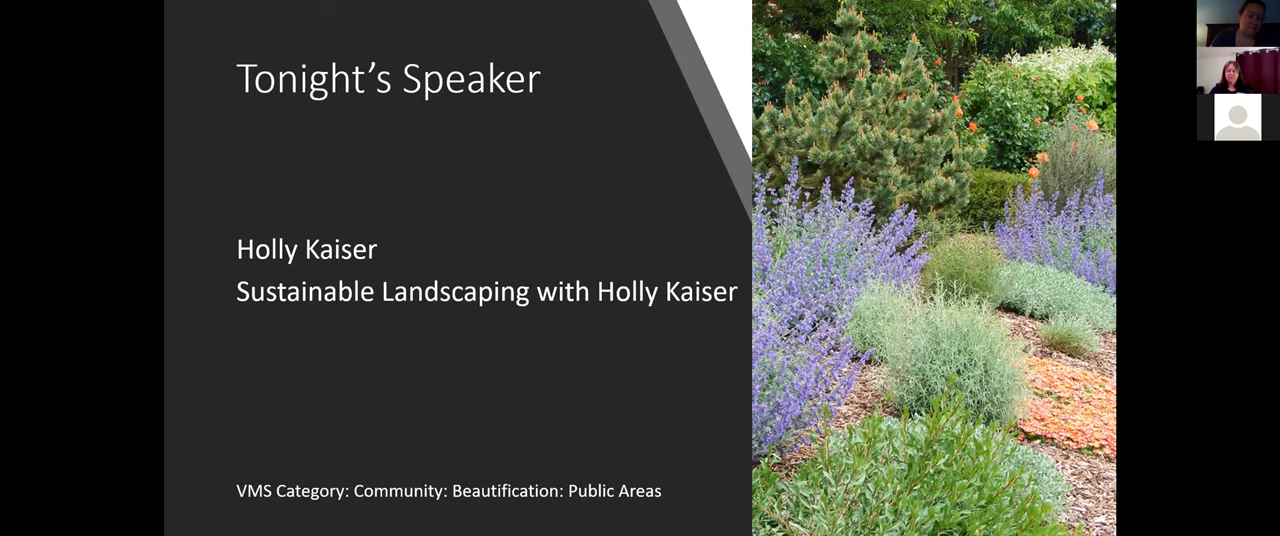 Tonight’s Speaker
Holly Kaiser
Sustainable Landscaping with Holly Kaiser
VMS Category: Community: Beautification: Public Areas